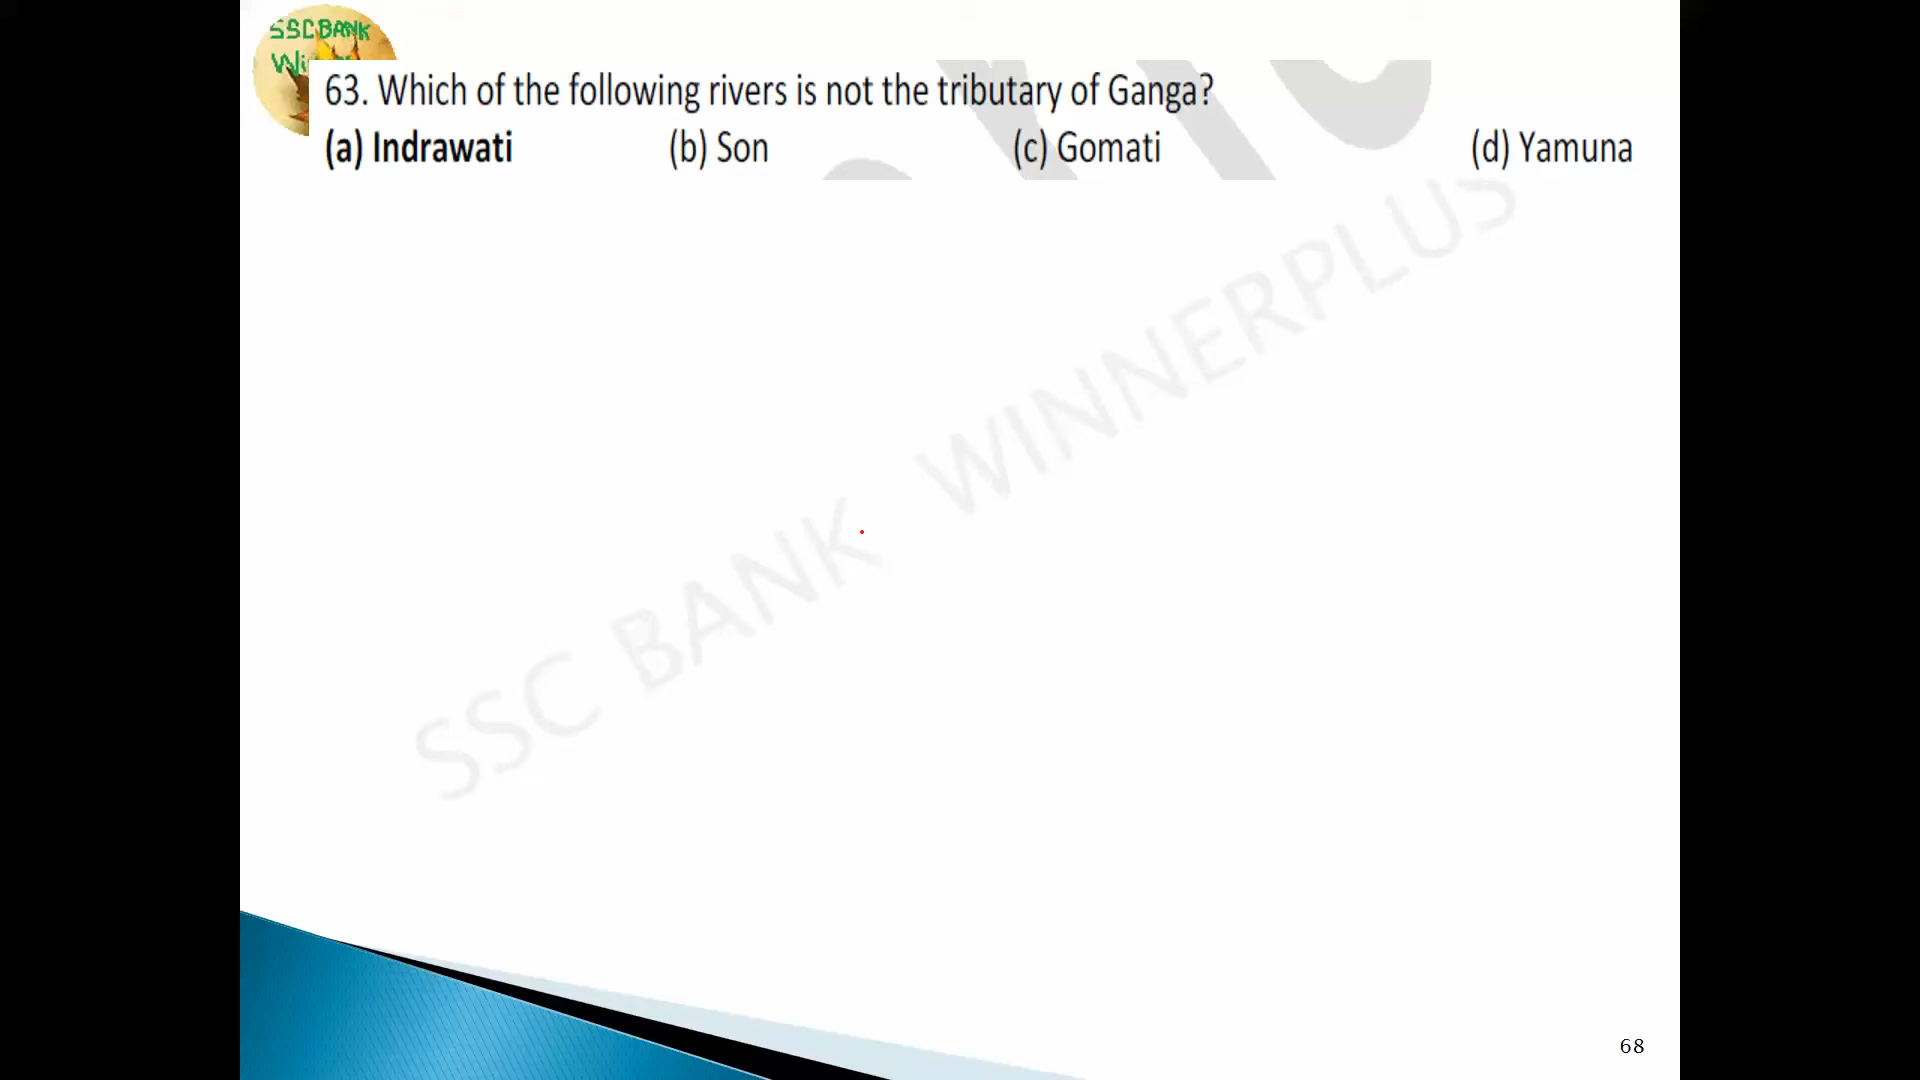 SSC BANK
63. Which of the following rivers is not the tributary of Ganga?
(a) Indrawati (b) Son (c) Gomati (d) Yamuna
SSC BANK WINNERPLUS
68